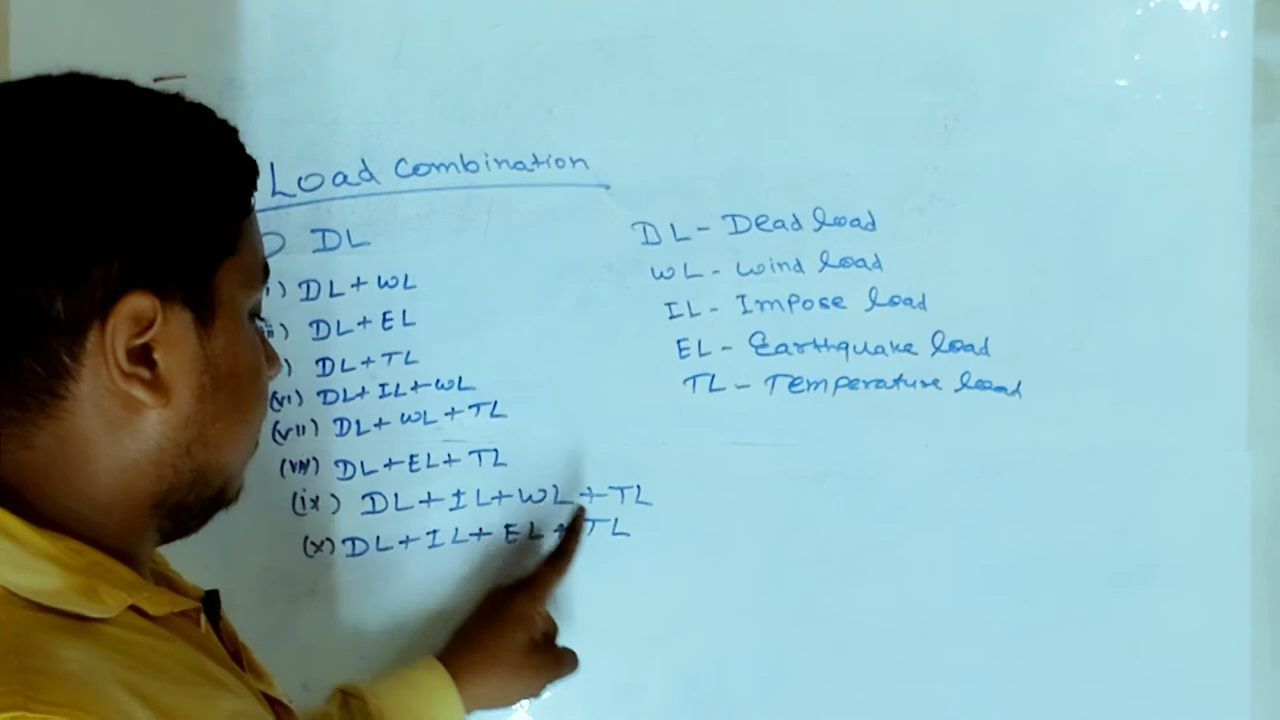 Load Combination
DL
i) DL+WL
iii) DL+EL
) DL+TL
(vi) DL+IL+WL
(vii) DL+WL+TL
DL+EL+TL
(ix) DL+IL+WL+TL
(x) DL+IL+EL+TL
DL- Dead load
WL- Wind load
IL- Impose load
EL- Earthquake load
TL- Temperature load